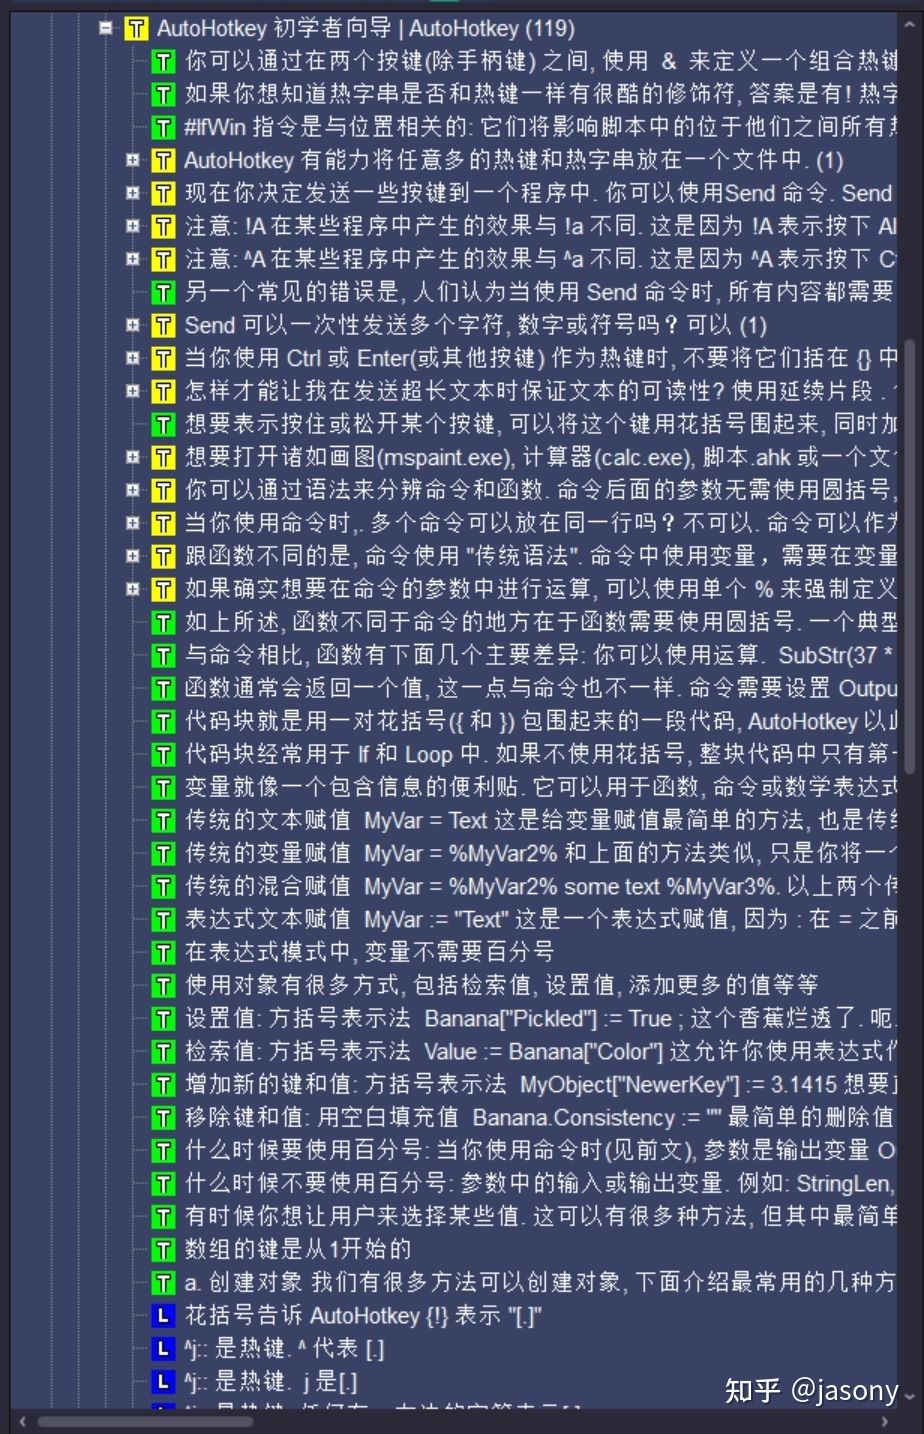 AutoHotkey 初学者向导 | AutoHotkey (119)
T 你可以通过在两个按键(除手柄键) 之间, 使用 & 来定义一个组合热键
T 如果你想知道热字串是否和热键一样有很酷的修饰符, 答案是有! 热字
T #IfWin 指令是与位置相关的: 它们将影响脚本中的位于他们之间所有
T AutoHotkey 有能力将任意多的热键和热字串放在一个文件中. (1)
T 现在你决定发送一些按键到一个程序中. 你可以使用Send 命令. Send
T 注意: !A 在某些程序中产生的效果与 !a 不同. 这是因为 !A 表示按下 Al
T 注意: ^A 在某些程序中产生的效果与 ^a 不同. 这是因为 ^A 表示按下 C
T 另一个常见的错误是, 人们认为当使用 Send 命令时, 所有内容都需要
T Send 可以一次性发送多个字符, 数字或符号吗？可以 (1)
T 当你使用 Ctrl 或 Enter(或其他按键) 作为热键时, 不要将它们括在 {} 中
T 怎样才能让我在发送超长文本时保证文本的可读性? 使用延续片段 .
T 想要表示按住或松开某个按键, 可以将这个键用花括号围起来, 同时加
T 想要打开诸如画图(mspaint.exe), 计算器(calc.exe), 脚本.ahk 或一个文
T 你可以通过语法来分辨命令和函数. 命令后面的参数无需使用圆括号,
T 当你使用命令时,. 多个命令可以放在同一行吗？不可以. 命令可以作为
T 跟函数不同的是, 命令使用 "传统语法". 命令中使用变量，需要在变量
T 如果确实想要在命令的参数中进行运算, 可以使用单个 % 来强制定义
T 如上所述, 函数不同于命令的地方在于函数需要使用圆括号. 一个典型
T 与命令相比, 函数有下面几个主要差异: 你可以使用运算. SubStr(37 *
T 函数通常会返回一个值, 这一点与命令也不一样. 命令需要设置 Outpu
T 代码块就是用一对花括号({ 和 }) 包围起来的一段代码, AutoHotkey 以此
T 代码块经常用于 If 和 Loop 中. 如果不使用花括号, 整块代码中只有第一
T 变量就像一个包含信息的便利贴. 它可以用于函数, 命令或数学表达式
T 传统的文本赋值 MyVar = Text 这是给变量赋值最简单的方法, 也是传统
T 传统的变量赋值 MyVar = %MyVar2% 和上面的方法类似, 只是你将一个
T 传统的混合赋值 MyVar = %MyVar2% some text %MyVar3%. 以上两个传
T 表达式文本赋值 MyVar := "Text" 这是一个表达式赋值, 因为 : 在 = 之前
T 在表达式模式中, 变量不需要百分号
T 使用对象有很多方式, 包括检索值, 设置值, 添加更多的值等等
T 设置值: 方括号表示法 Banana["Pickled"] := True ; 这个香蕉烂透了. 呃.
T 检索值: 方括号表示法 Value := Banana["Color"] 这允许你使用表达式作
T 增加新的键和值: 方括号表示法 MyObject["NewerKey"] := 3.1415 想要直
T 移除键和值: 用空白填充值 Banana.Consistency := "" 最简单的删除值
T 什么时候要使用百分号: 当你使用命令时(见前文), 参数是输出变量 O
T 什么时候不要使用百分号: 参数中的输入或输出变量. 例如: StringLen,
T 有时候你想让用户来选择某些值. 这可以有很多种方法, 但其中最简单
T 数组的键是从1开始的
T a. 创建对象 我们有很多方法可以创建对象, 下面介绍最常用的几种方
L 花括号告诉 AutoHotkey {!} 表示 "[.]"
L ^j:: 是热键. ^ 代表 [.]
L ^j:: 是热键. j 是[.]
知乎 @jasony